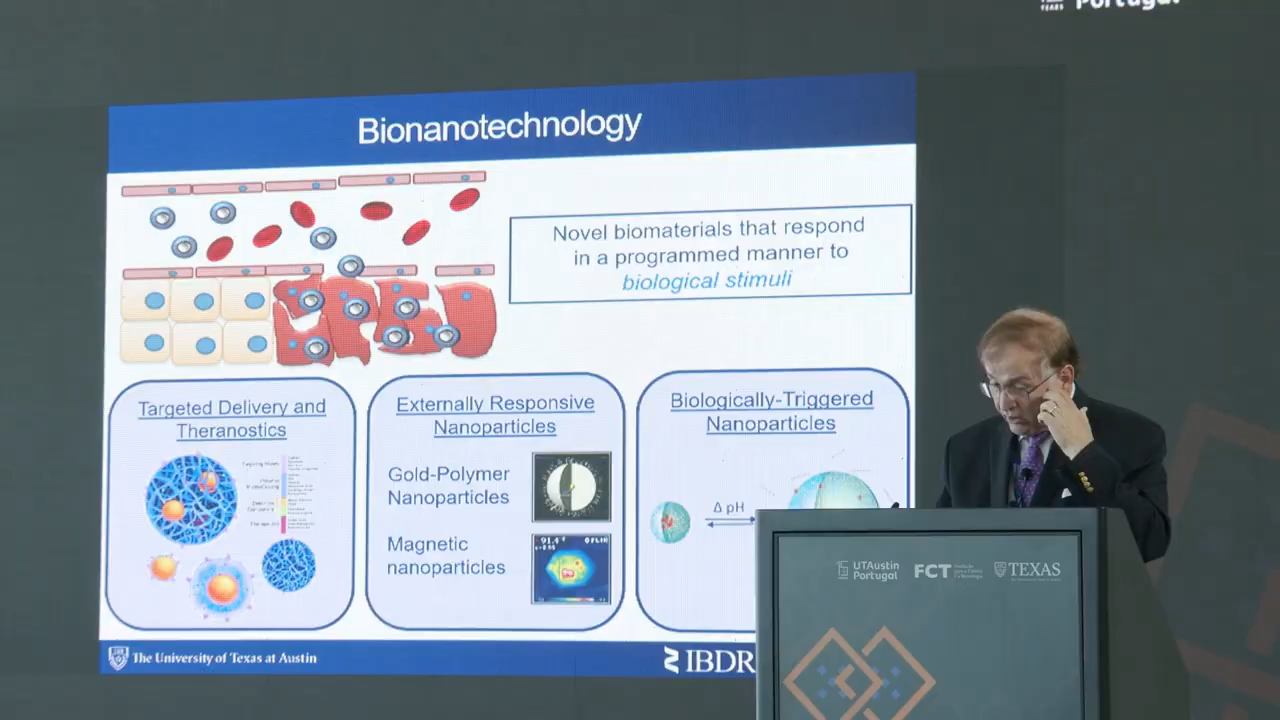 Portugal
Bionanotechnology
Novel biomaterials that respond
in a programmed manner to
biological stimuli
Targeted Delivery and
Theranostics
Externally Responsive
Nanoparticles
Gold-Polymer
Nanoparticles
Magnetic
nanoparticles
91.4
Biologically-Triggered
Nanoparticles
Δ pH
The University of Texas at Austin
IBDR
UTAustin
Portugal
FCT
TEXAS